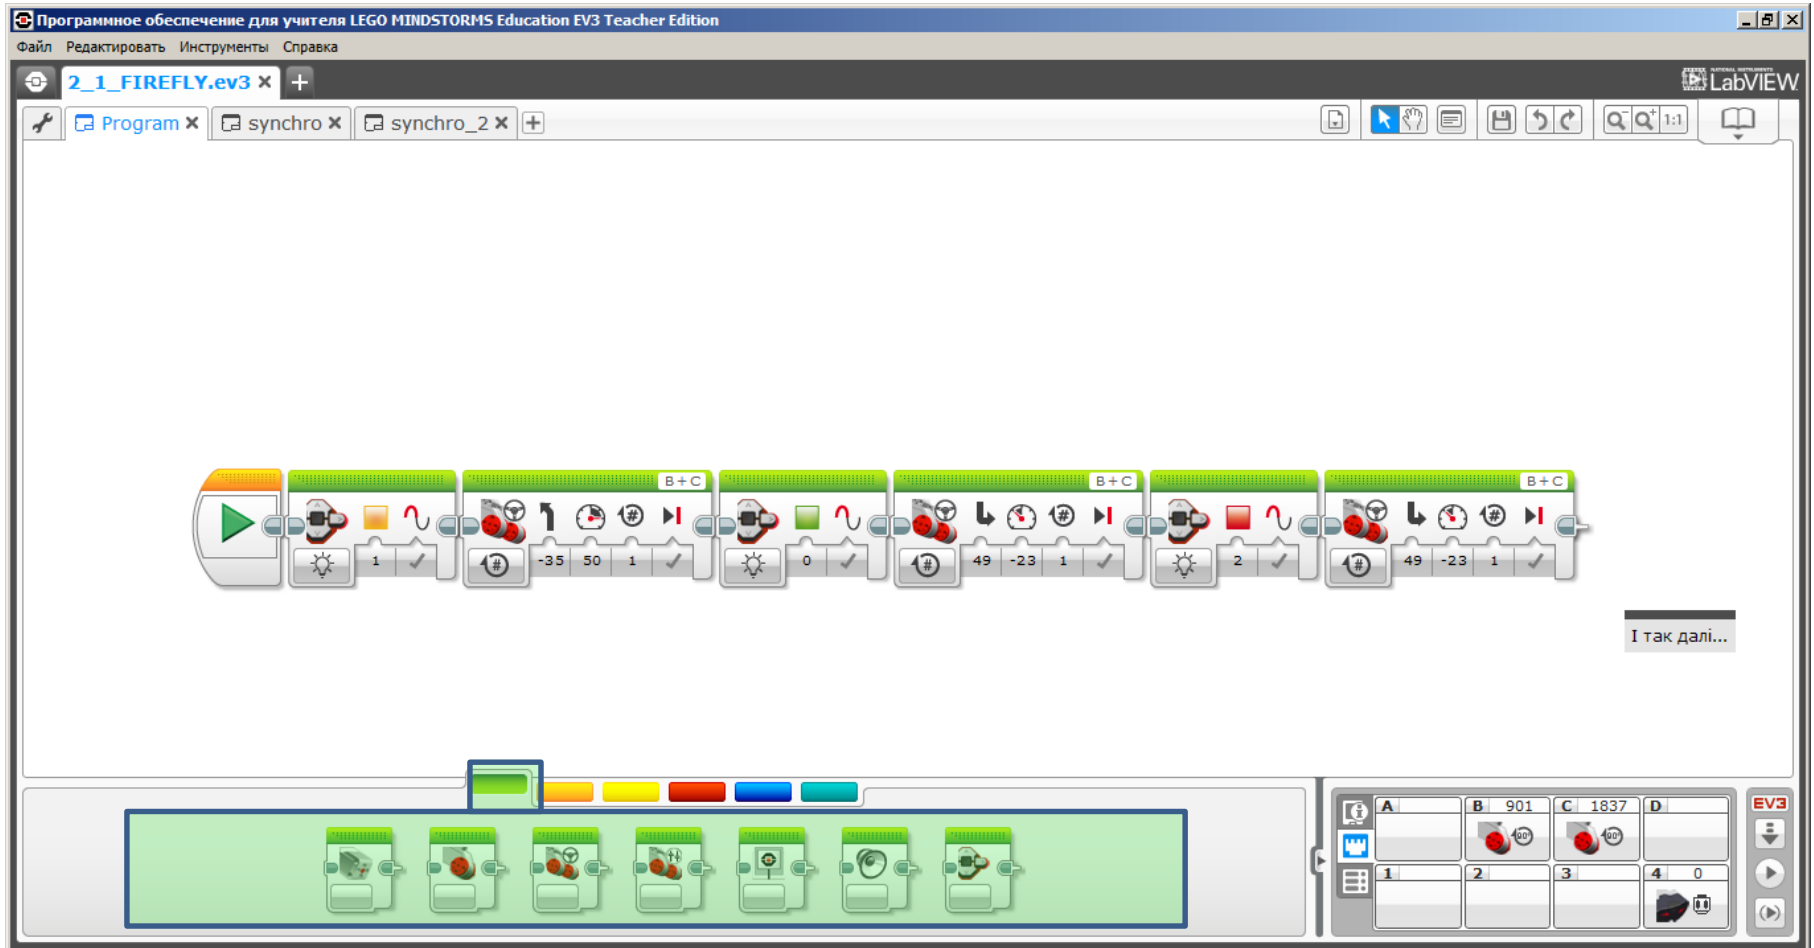 Программное обеспечение для учителя LEGO MINDSTORMS Education EV3 Teacher Edition
Файл Редактировать Инструменты Справка
2_1_FIREFLY.ev3
LabVIEW
Program synchro synchro_2
1:1
B+C B+C B+C
1 -35 50 1 0 49 -23 1 2 49 -23 1
І так далі...
A B 901 C 1837 D EV3
1 2 3 4 0